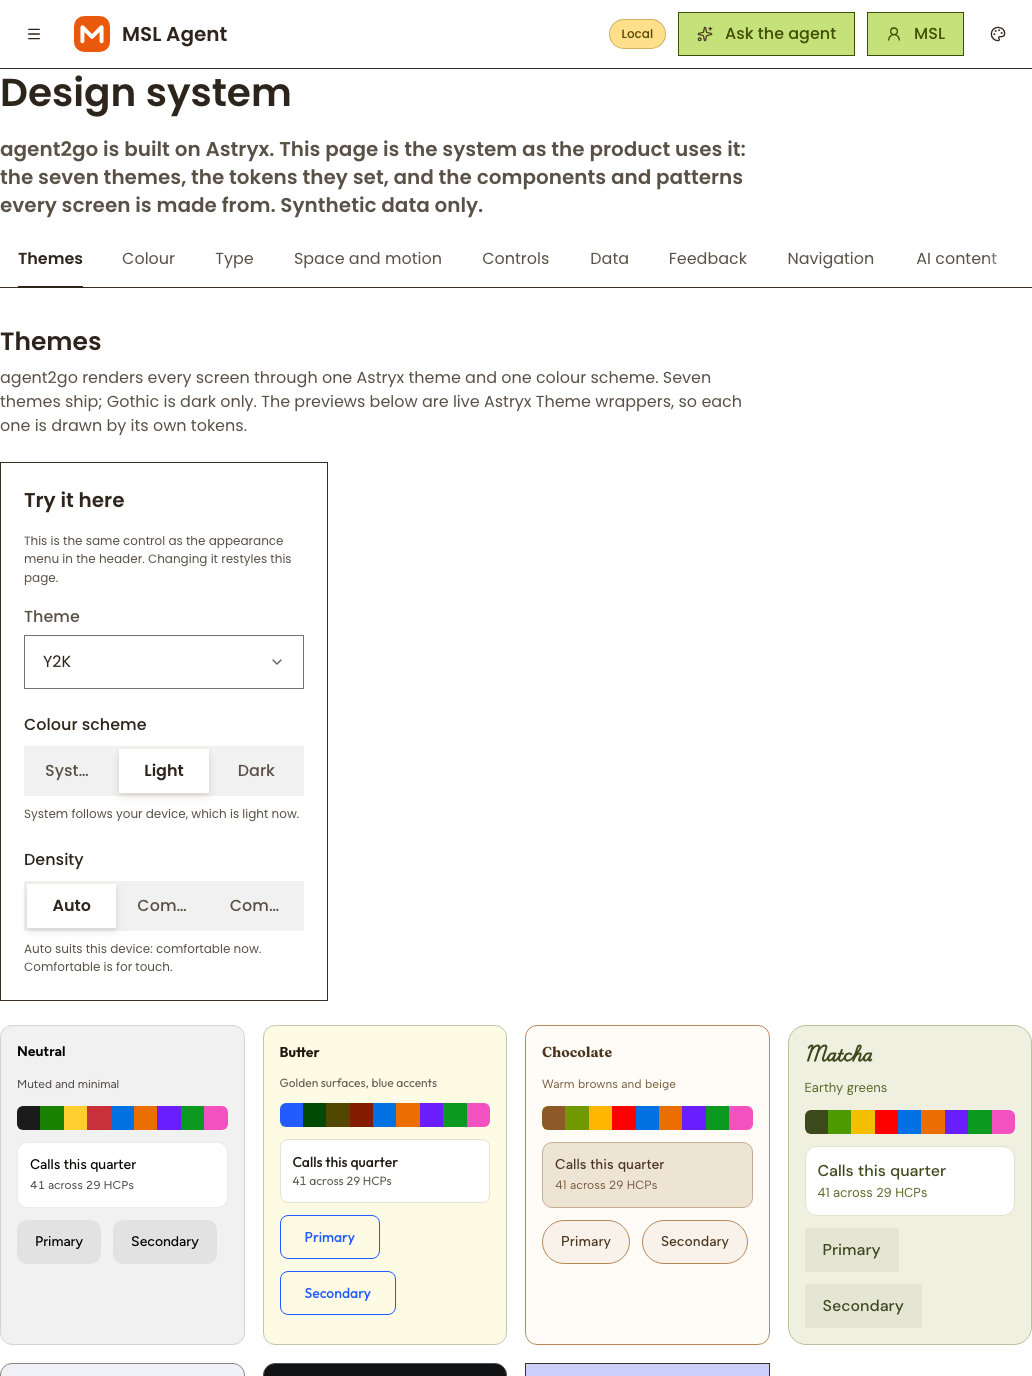 MSL Agent
Local
Ask the agent
MSL
Design system
agent2go is built on Astryx. This page is the system as the product uses it:
the seven themes, the tokens they set, and the components and patterns
every screen is made from. Synthetic data only.
Themes
Colour
Type
Space and motion
Controls
Data
Feedback
Navigation
AI content
Themes
agent2go renders every screen through one Astryx theme and one colour scheme. Seven
themes ship; Gothic is dark only. The previews below are live Astryx Theme wrappers, so each
one is drawn by its own tokens.
Try it here
This is the same control as the appearance
menu in the header. Changing it restyles this
page.
Theme
Y2K
Colour scheme
Syst...
Light
Dark
System follows your device, which is light now.
Density
Auto
Com...
Com...
Auto suits this device: comfortable now.
Comfortable is for touch.
Neutral
Muted and minimal
Calls this quarter
41 across 29 HCPs
Primary
Secondary
Butter
Golden surfaces, blue accents
Calls this quarter
41 across 29 HCPs
Primary
Secondary
Chocolate
Warm browns and beige
Calls this quarter
41 across 29 HCPs
Primary
Secondary
Matcha
Earthy greens
Calls this quarter
41 across 29 HCPs
Primary
Secondary